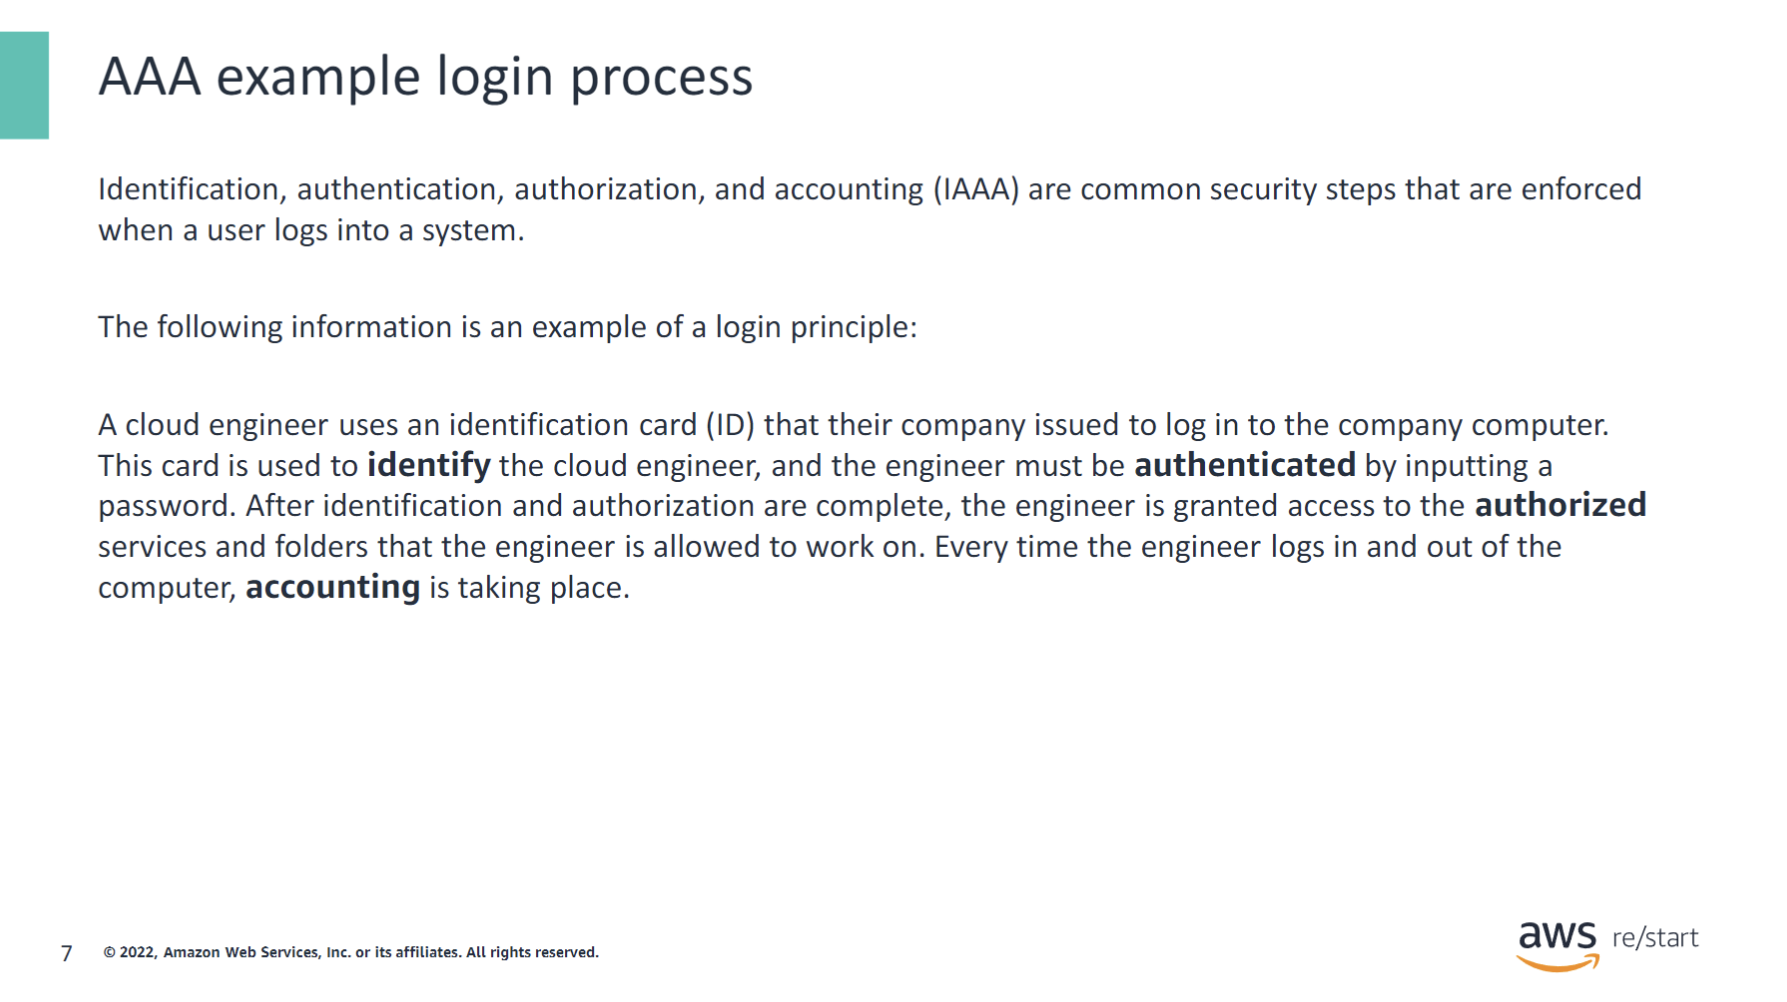 AAA example login process
Identification, authentication, authorization, and accounting (IAAA) are common security steps that are enforced
when a user logs into a system.
The following information is an example of a login principle:
A cloud engineer uses an identification card (ID) that their company issued to log in to the company computer.
This card is used to identify the cloud engineer, and the engineer must be authenticated by inputting a
password. After identification and authorization are complete, the engineer is granted access to the authorized
services and folders that the engineer is allowed to work on. Every time the engineer logs in and out of the
computer, accounting is taking place.
7 © 2022, Amazon Web Services, Inc. or its affiliates. All rights reserved.
aws re/start